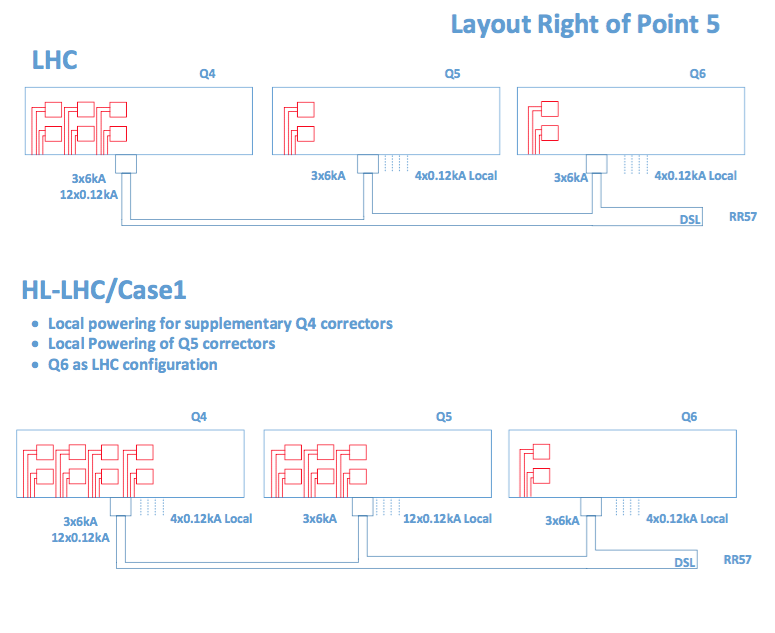 Layout Right of Point 5
LHC
Q4
Q5
Q6
3x6kA
12x0.12kA
3x6kA
4x0.12kA Local
3x6kA
4x0.12kA Local
DSL
RR57
HL-LHC/Case1
• Local powering for supplementary Q4 correctors
• Local Powering of Q5 correctors
• Q6 as LHC configuration
Q4
Q5
Q6
3x6kA
12x0.12kA
4x0.12kA Local
3x6kA
12x0.12kA Local
3x6kA
4x0.12kA Local
DSL
RR57